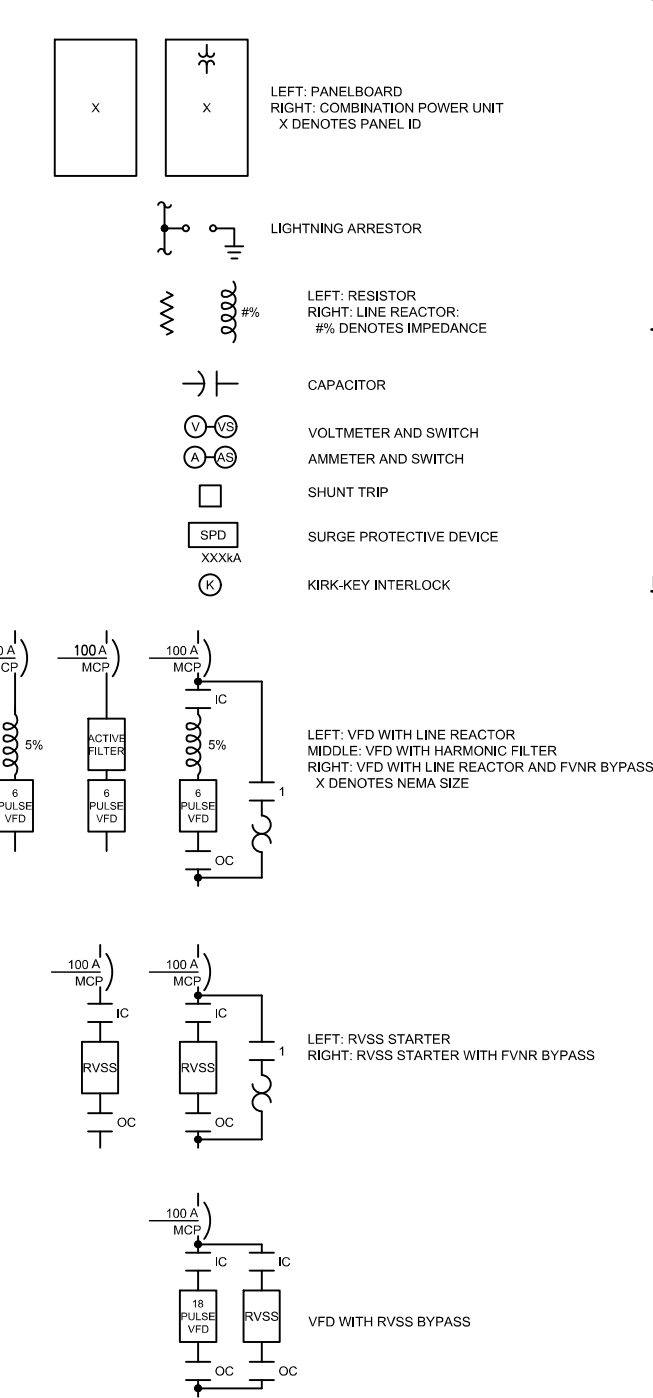 X
X
LEFT: PANELBOARD
RIGHT: COMBINATION POWER UNIT
X DENOTES PANEL ID
LIGHTNING ARRESTOR
#%
LEFT: RESISTOR
RIGHT: LINE REACTOR:
#% DENOTES IMPEDANCE
CAPACITOR
V VS
VOLTMETER AND SWITCH
A AS
AMMETER AND SWITCH
SHUNT TRIP
SPD
XXXkA
SURGE PROTECTIVE DEVICE
K
KIRK-KEY INTERLOCK
0 A
CP
5%
6
PULSE
VFD
100 A
MCP
ACTIVE
FILTER
6
PULSE
VFD
100 A
MCP
IC
5%
6
PULSE
VFD
OC
1
LEFT: VFD WITH LINE REACTOR
MIDDLE: VFD WITH HARMONIC FILTER
RIGHT: VFD WITH LINE REACTOR AND FVNR BYPASS
X DENOTES NEMA SIZE
100 A
MCP
IC
RVSS
OC
100 A
MCP
IC
RVSS
OC
1
LEFT: RVSS STARTER
RIGHT: RVSS STARTER WITH FVNR BYPASS
100 A
MCP
IC
18
PULSE
VFD
OC
IC
RVSS
OC
VFD WITH RVSS BYPASS